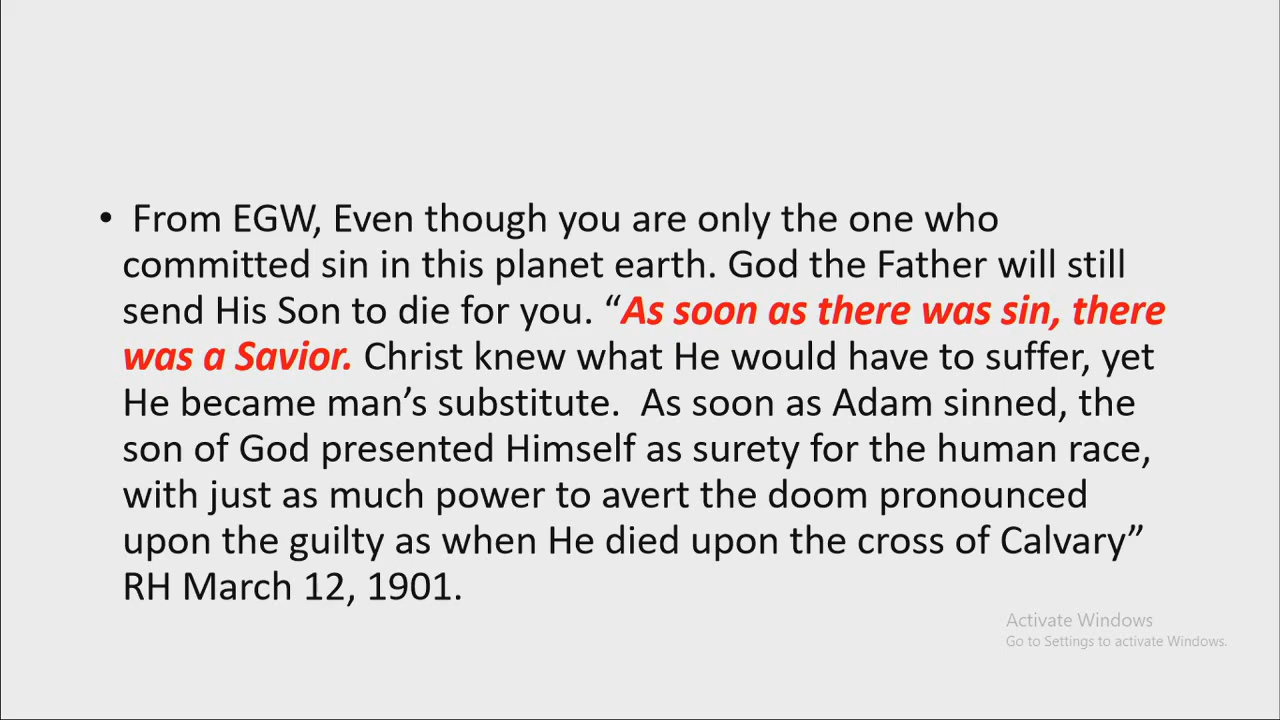 • From EGW, Even though you are only the one who
committed sin in this planet earth. God the Father will still
send His Son to die for you. “As soon as there was sin, there
was a Savior. Christ knew what He would have to suffer, yet
He became man’s substitute.  As soon as Adam sinned, the
son of God presented Himself as surety for the human race,
with just as much power to avert the doom pronounced
upon the guilty as when He died upon the cross of Calvary”
RH March 12, 1901.
Activate Windows
Go to Settings to activate Windows.